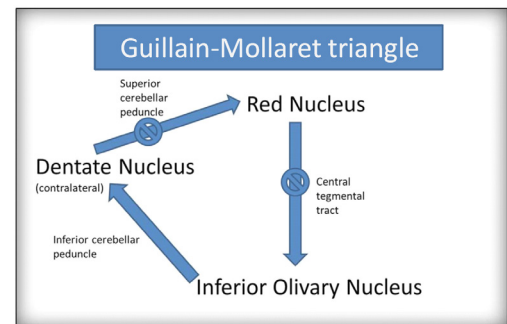 Guillain-Mollaret triangle
Superior
cerebellar
peduncle
Red Nucleus
Dentate Nucleus
(contralateral)
Central
tegmental
tract
Inferior cerebellar
peduncle
Inferior Olivary Nucleus